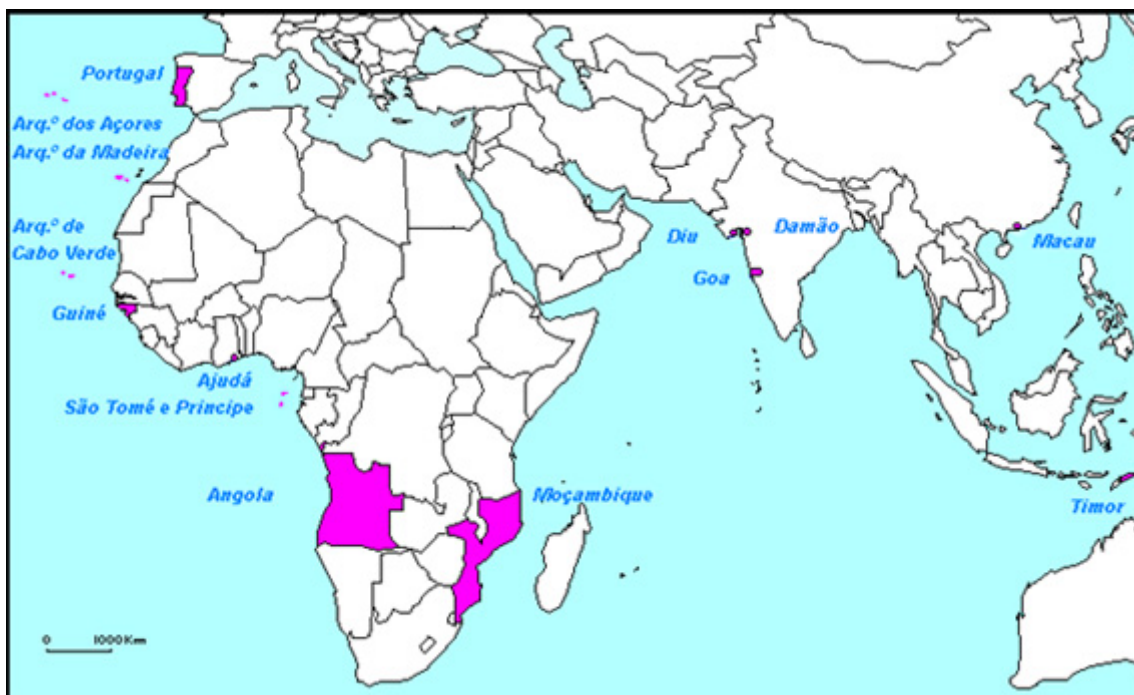 Portugal
Arq.º dos Açores
Arq.º da Madeira
Arq.º de
Cabo Verde
Guiné
Ajudá
São Tomé e Principe
Angola
Moçambique
Diu
Damão
Goa
Macau
Timor
0 1000Km